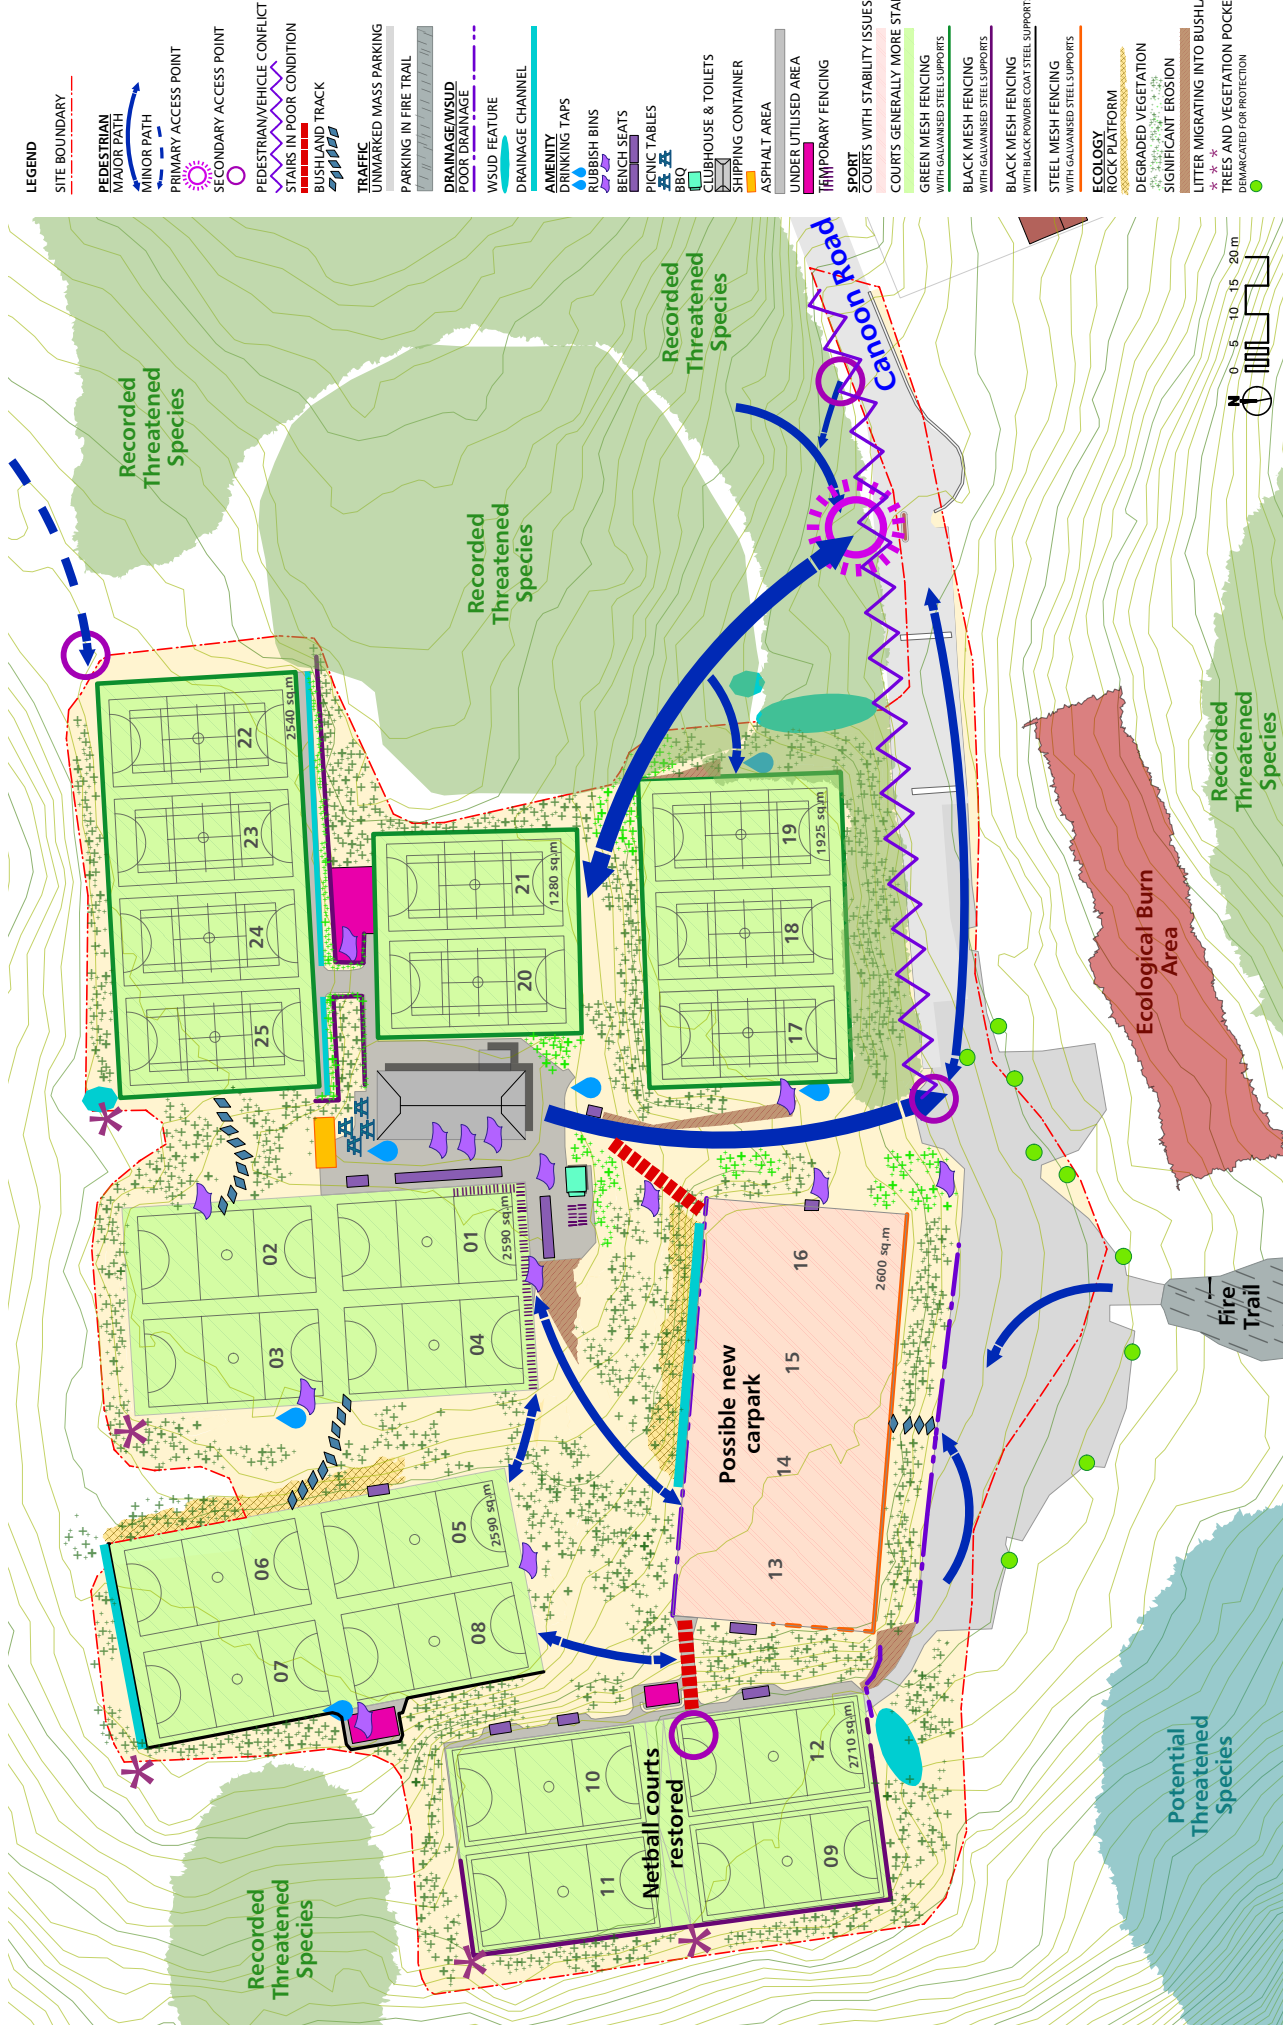 LEGEND
SITE BOUNDARY
PEDESTRIAN
MAJOR PATH
MINOR PATH
PRIMARY ACCESS POINT
SECONDARY ACCESS POINT
PEDESTRIAN/VEHICLE CONFLICT
STAIRS IN POOR CONDITION
BUSHLAND TRACK
TRAFFIC
UNMARKED MASS PARKING
PARKING IN FIRE TRAIL
DRAINAGE/WSUD
POOR DRAINAGE
WSUD FEATURE
DRAINAGE CHANNEL
AMENITY
DRINKING TAPS
RUBBISH BINS
BENCH SEATS
PICNIC TABLES
BBQ
CLUBHOUSE & TOILETS
SHIPPING CONTAINER
ASPHALT AREA
UNDER UTILISED AREA
TEMPORARY FENCING
SPORT
COURTS WITH STABILITY ISSUES
COURTS GENERALLY MORE
GREEN MESH FENCING
WITH GALVANISED STEEL SUPPORTS
BLACK MESH FENCING
WITH GALVANISED STEEL SUPPORTS
BLACK MESH FENCING
WITH BLACK POWDER COAT STEEL SUPPORT
STEEL MESH FENCING
WITH GALVANISED STEEL SUPPORTS
ECOLOGY
ROCK PLATFORM
DEGRADED VEGETATION
SIGNIFICANT EROSION
LITTER MIGRATING INTO
TREES AND VEGETATION
DEMARCATED FOR PROTECTION
Recorded
Threatened
Species
Recorded
Threatened
Species
Recorded
Threatened
Species
Canoon Road
N
0 5 10 15 20 m
22
23
24
25
2540 sq.m
21
20
1280 sq.m
19
18
17
1925 sq.m
02
01
03
04
2590 sq.m
06
05
07
08
2590 sq.m
Possible new
carpark
16
15
14
13
2600 sq.m
10
12
11
09
2710 sq.m
Netball courts
restored
Ecological Burn
Area
Recorded
Threatened
Species
Fire
Trail
Recorded
Threatened
Species
Potential
Threatened
Species